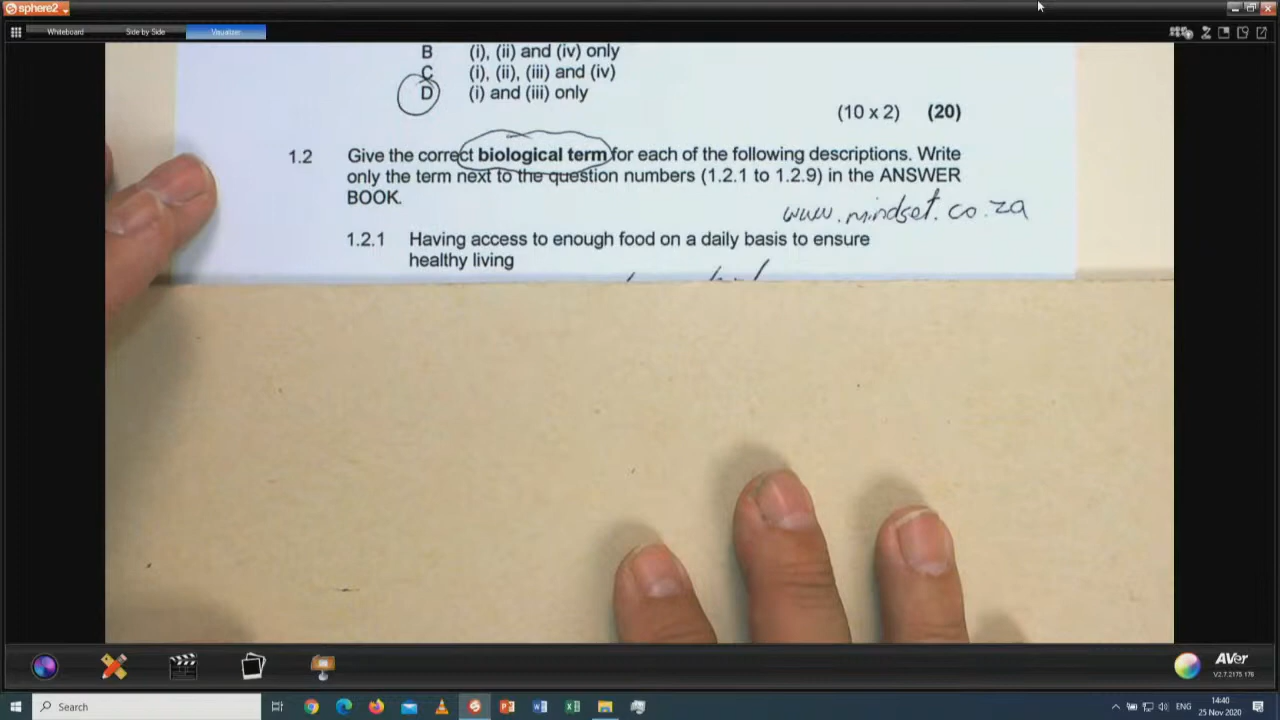 sphere2
Whiteboard
Side by Side
Visualizer
B (i), (ii) and (iv) only
C (i), (ii), (iii) and (iv)
D (i) and (iii) only
(10 x 2) (20)
1.2 Give the correct biological term for each of the following descriptions. Write
only the term next to the question numbers (1.2.1 to 1.2.9) in the ANSWER
BOOK.
www.mindset.co.za
1.2.1 Having access to enough food on a daily basis to ensure
healthy living
AVer
V2.7.2175.176
Search
ENG
14:40
25 Nov 2020